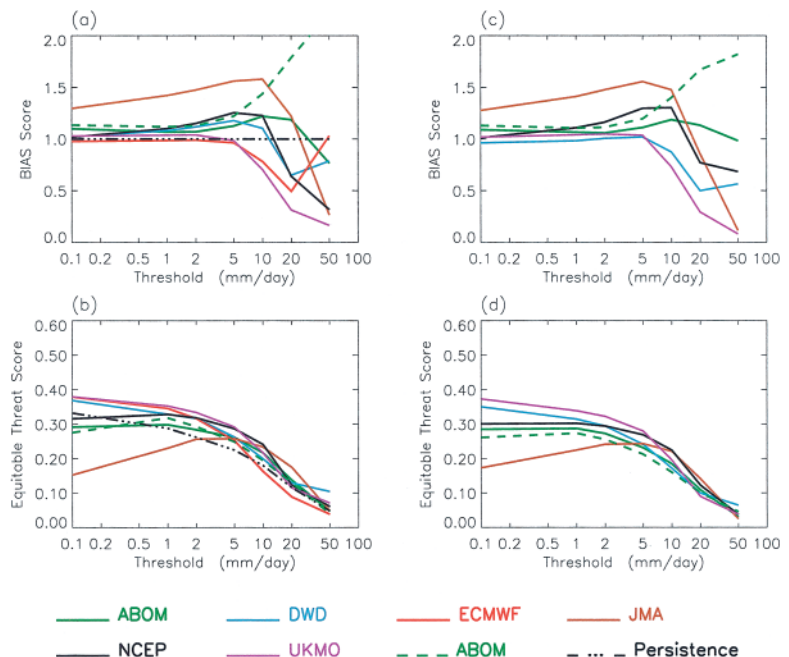 (a)
2.0
1.5
1.0
0.5
0.0
BIAS Score
0.1 0.2 0.5 1 2 5 10 20 50 100
Threshold (mm/day)
(c)
2.0
1.5
1.0
0.5
0.0
BIAS Score
0.1 0.2 0.5 1 2 5 10 20 50 100
Threshold (mm/day)
(b)
0.60
0.50
0.40
0.30
0.20
0.10
0.00
Equitable Threat Score
0.1 0.2 0.5 1 2 5 10 20 50 100
Threshold (mm/day)
(d)
0.60
0.50
0.40
0.30
0.20
0.10
0.00
Equitable Threat Score
0.1 0.2 0.5 1 2 5 10 20 50 100
Threshold (mm/day)
ABOM DWD ECMWF JMA
NCEP UKMO ABOM Persistence